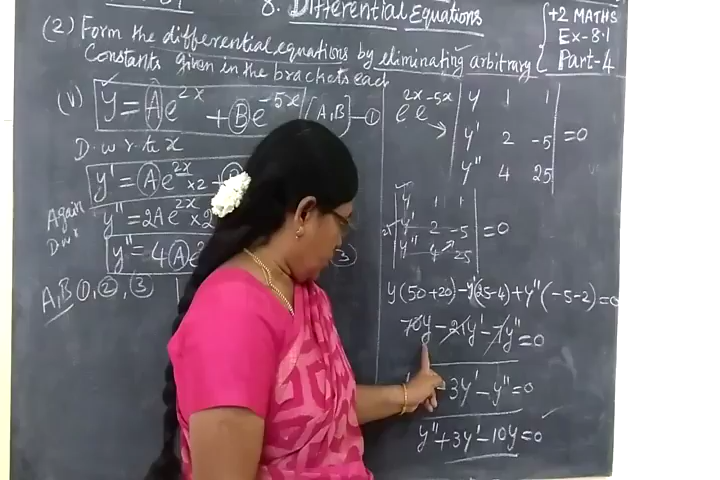 8. Differential Equations
+2 MATHS
Ex-8.1
Part-4
(2) Form the differential equations by eliminating arbitrary
Constants given in the brackets each
(V) y = Ae^{2x} + Be^{-5x} [A,B] — ①
D. w. r. to x
y' = Ae^{2x} × 2 +
Again y'' = 2Ae^{2x} × 2
D w r
y'' = 4 A e 3)
A, B ①, ②, ③
e^{2x} e^{-5x} → | y 1 1 |
| y' 2 -5 | = 0
| y'' 4 25 |
| y 1 1 |
| y' 2 -5 | = 0
| y'' 4 25 |
y(50+20) - y'(25-4) + y''(-5-2) = 0
70y - 21y' - 7y'' = 0
- 3y' - y'' = 0
y'' + 3y' - 10y = 0